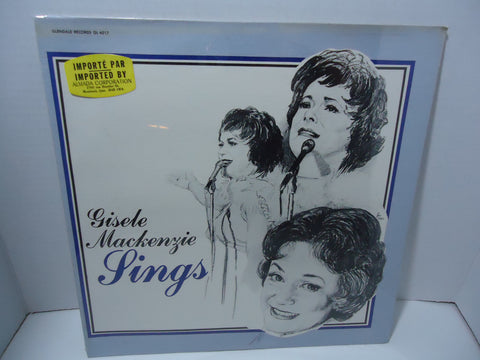 GLENDALE RECORDS GL 6017
IMPORTÉ PAR
IMPORTED BY
ALMADA CORPORATION
Gisele
Mackenzie
Sings